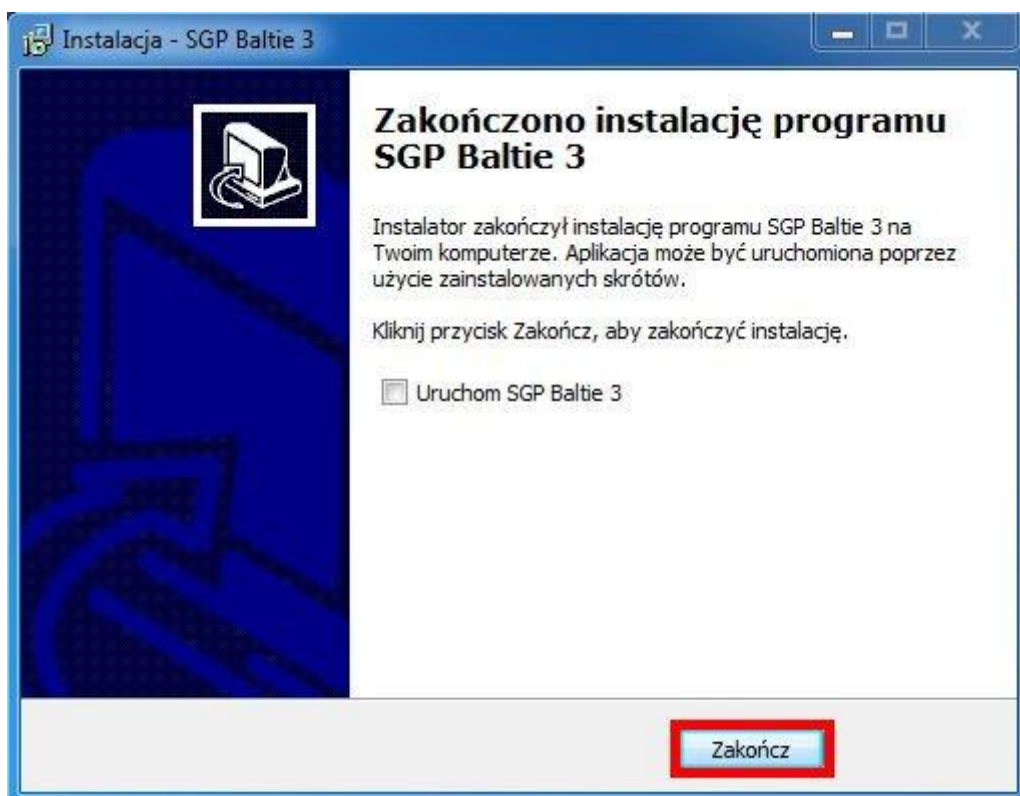 Instalacja - SGP Baltie 3
Zakończono instalację programu
SGP Baltie 3
Instalator zakończył instalację programu SGP Baltie 3 na
Twoim komputerze. Aplikacja może być uruchomiona poprzez
użycie zainstalowanych skrótów.
Kliknij przycisk Zakończ, aby zakończyć instalację.
Uruchom SGP Baltie 3
Zakończ